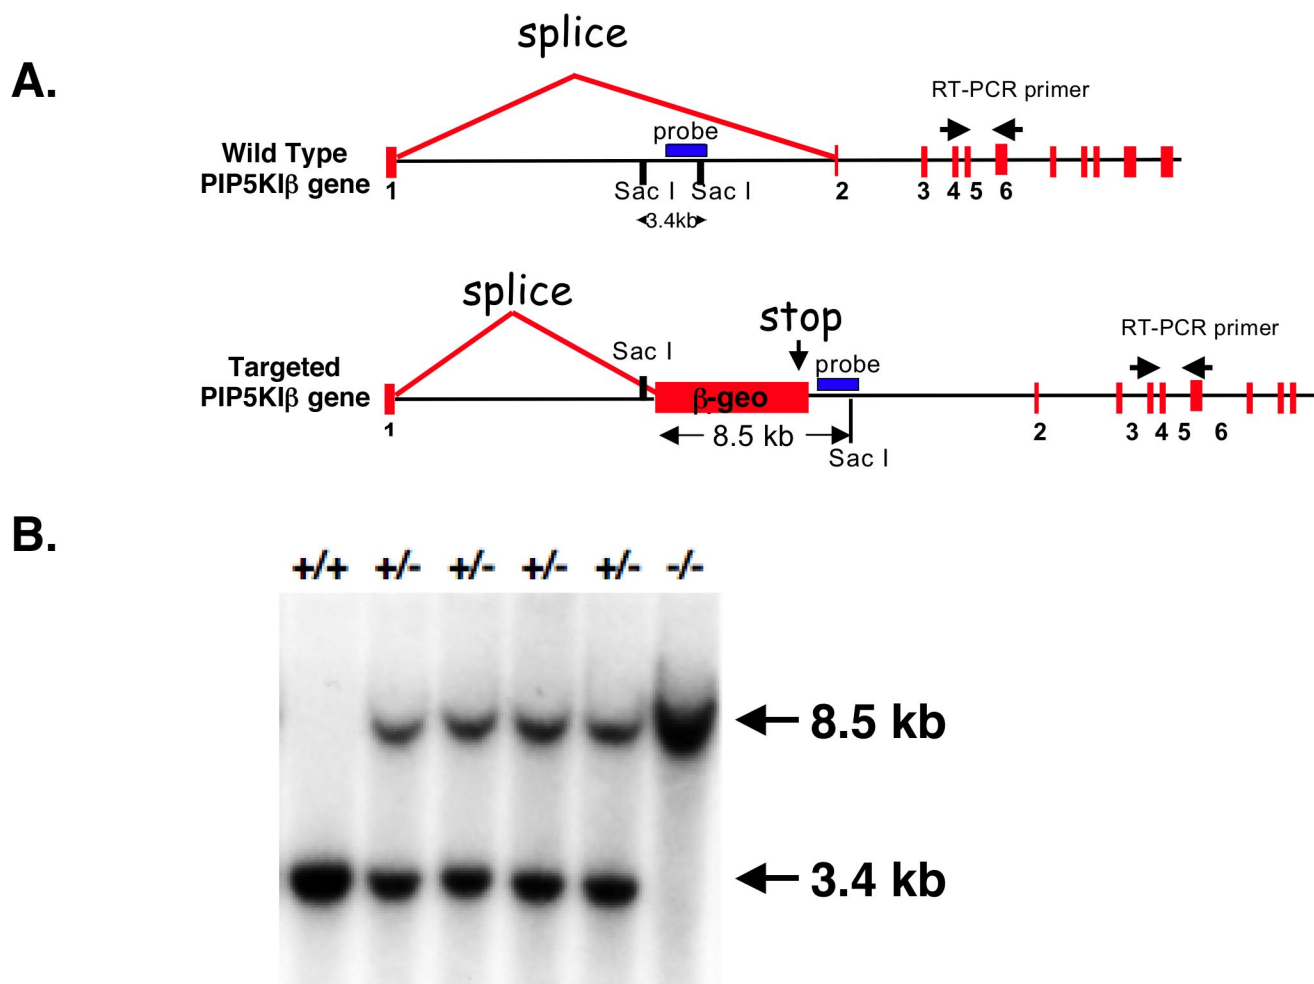 A.
splice
RT-PCR primer
probe
Wild Type
PIP5KIβ gene
1
Sac I Sac I
2 3 4 5 6
3.4kb
splice
stop
RT-PCR primer
Sac I
probe
Targeted
PIP5KIβ gene
β-geo
1
8.5 kb
2 3 4 5 6
Sac I
B.
+/+ +/- +/- +/- +/- -/-
8.5 kb
3.4 kb